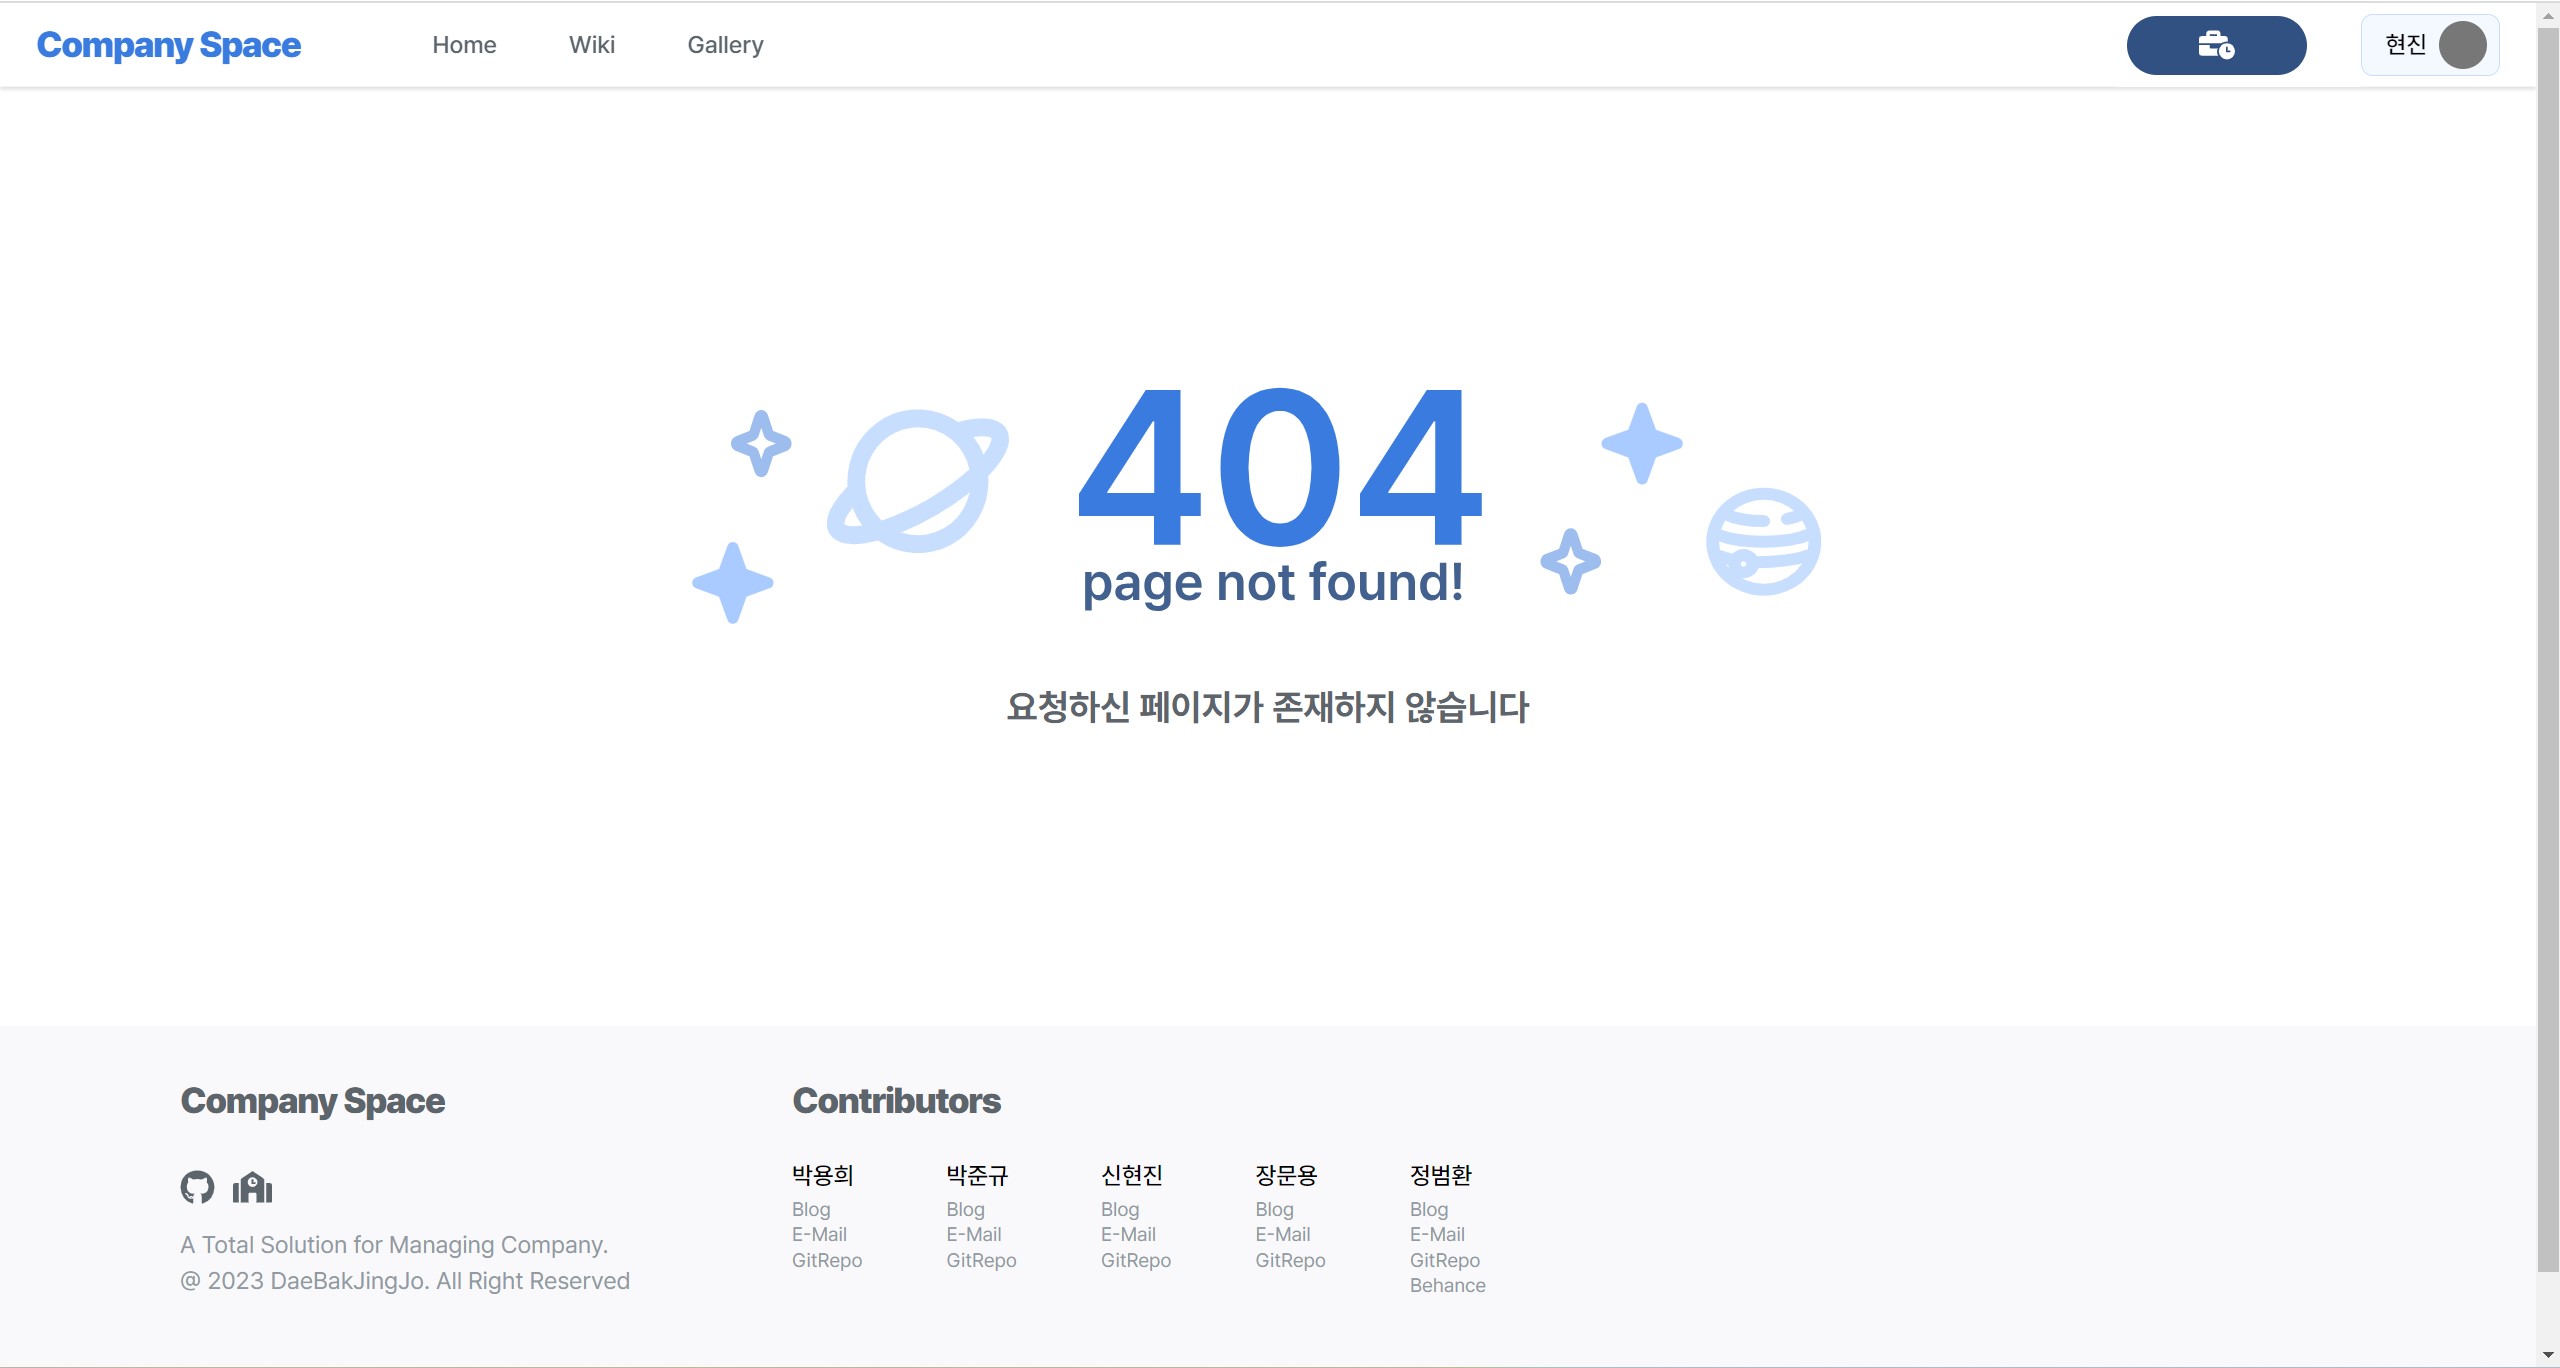 Company Space
Home
Wiki
Gallery
현진
404
page not found!
요청하신 페이지가 존재하지 않습니다
Company Space
A Total Solution for Managing Company.
@ 2023 DaeBakJingJo. All Right Reserved
Contributors
박용희
Blog
E-Mail
GitRepo
박준규
Blog
E-Mail
GitRepo
신현진
Blog
E-Mail
GitRepo
장문용
Blog
E-Mail
GitRepo
정범환
Blog
E-Mail
GitRepo
Behance